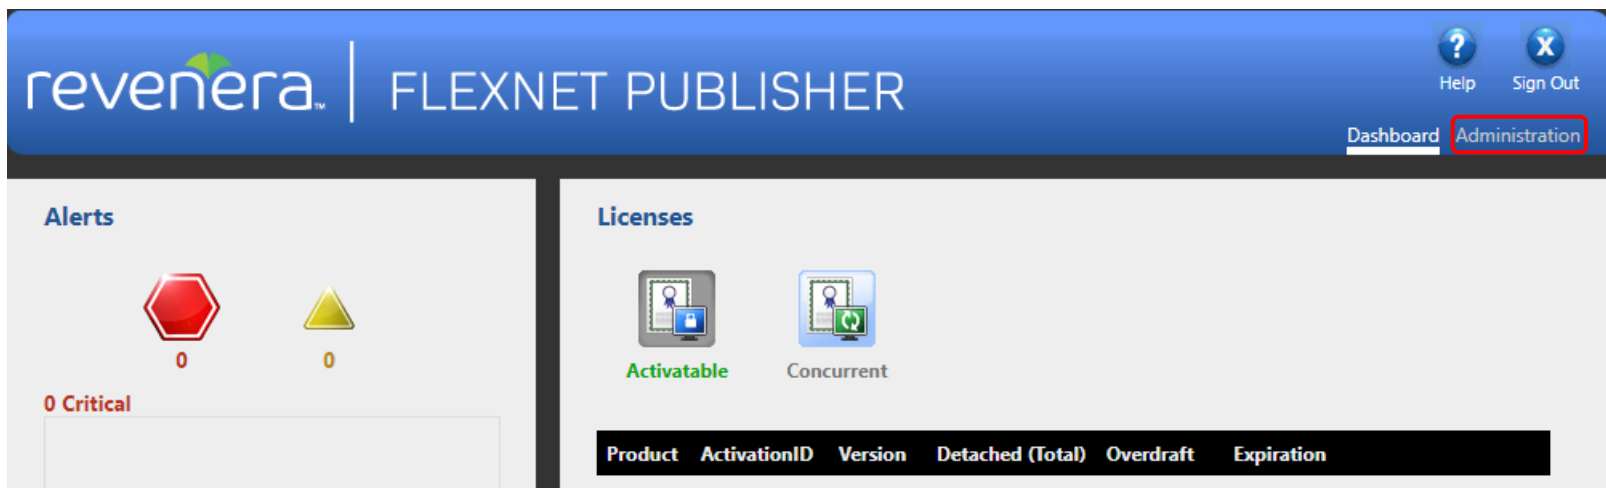 revenera™ FLEXNET PUBLISHER
? X
Help Sign Out
Dashboard Administration
Alerts
0 0
0 Critical
Licenses
Activatable Concurrent
Product ActivationID Version Detached (Total) Overdraft Expiration